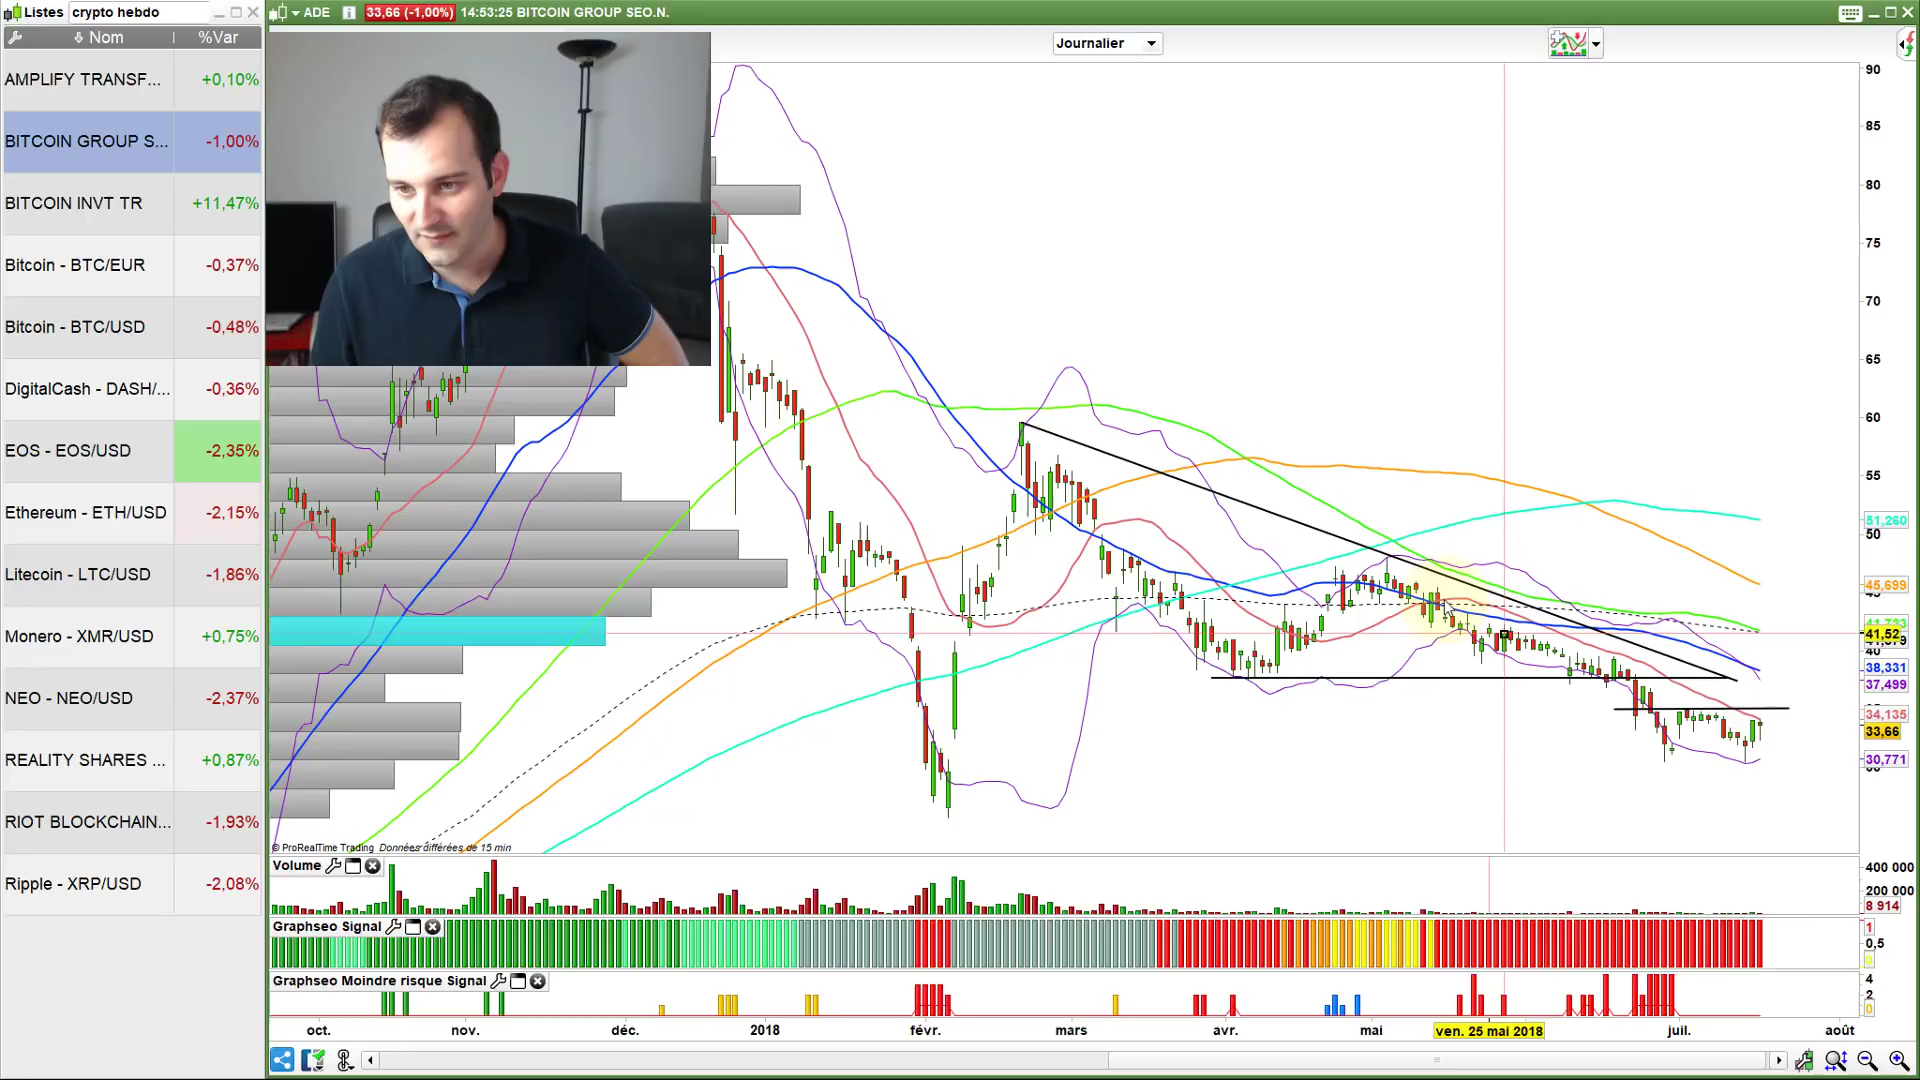 Listes crypto hebdo
Nom %Var
AMPLIFY TRANSF... +0,10%
BITCOIN GROUP S... -1,00%
BITCOIN INVT TR +11,47%
Bitcoin - BTC/EUR -0,37%
Bitcoin - BTC/USD -0,48%
DigitalCash - DASH/... -0,36%
EOS - EOS/USD -2,35%
Ethereum - ETH/USD -2,15%
Litecoin - LTC/USD -1,86%
Monero - XMR/USD +0,75%
NEO - NEO/USD -2,37%
REALITY SHARES ... +0,87%
RIOT BLOCKCHAIN... -1,93%
Ripple - XRP/USD -2,08%
ADE 33,66 (-1,00%) 14:53:25 BITCOIN GROUP SEO.N.
Journalier
90
85
80
75
70
65
60
55
51,260
50
45,699
41,52
40
38,331
37,499
34,135
33,66
30,771
© ProRealTime Trading Données différées de 15 min
Volume
400 000
200 000
8 914
Graphseo Signal
1
0,5
0
Graphseo Moindre risque Signal
4
2
0
oct. nov. déc. 2018 févr. mars avr. mai ven. 25 mai 2018 juil. août